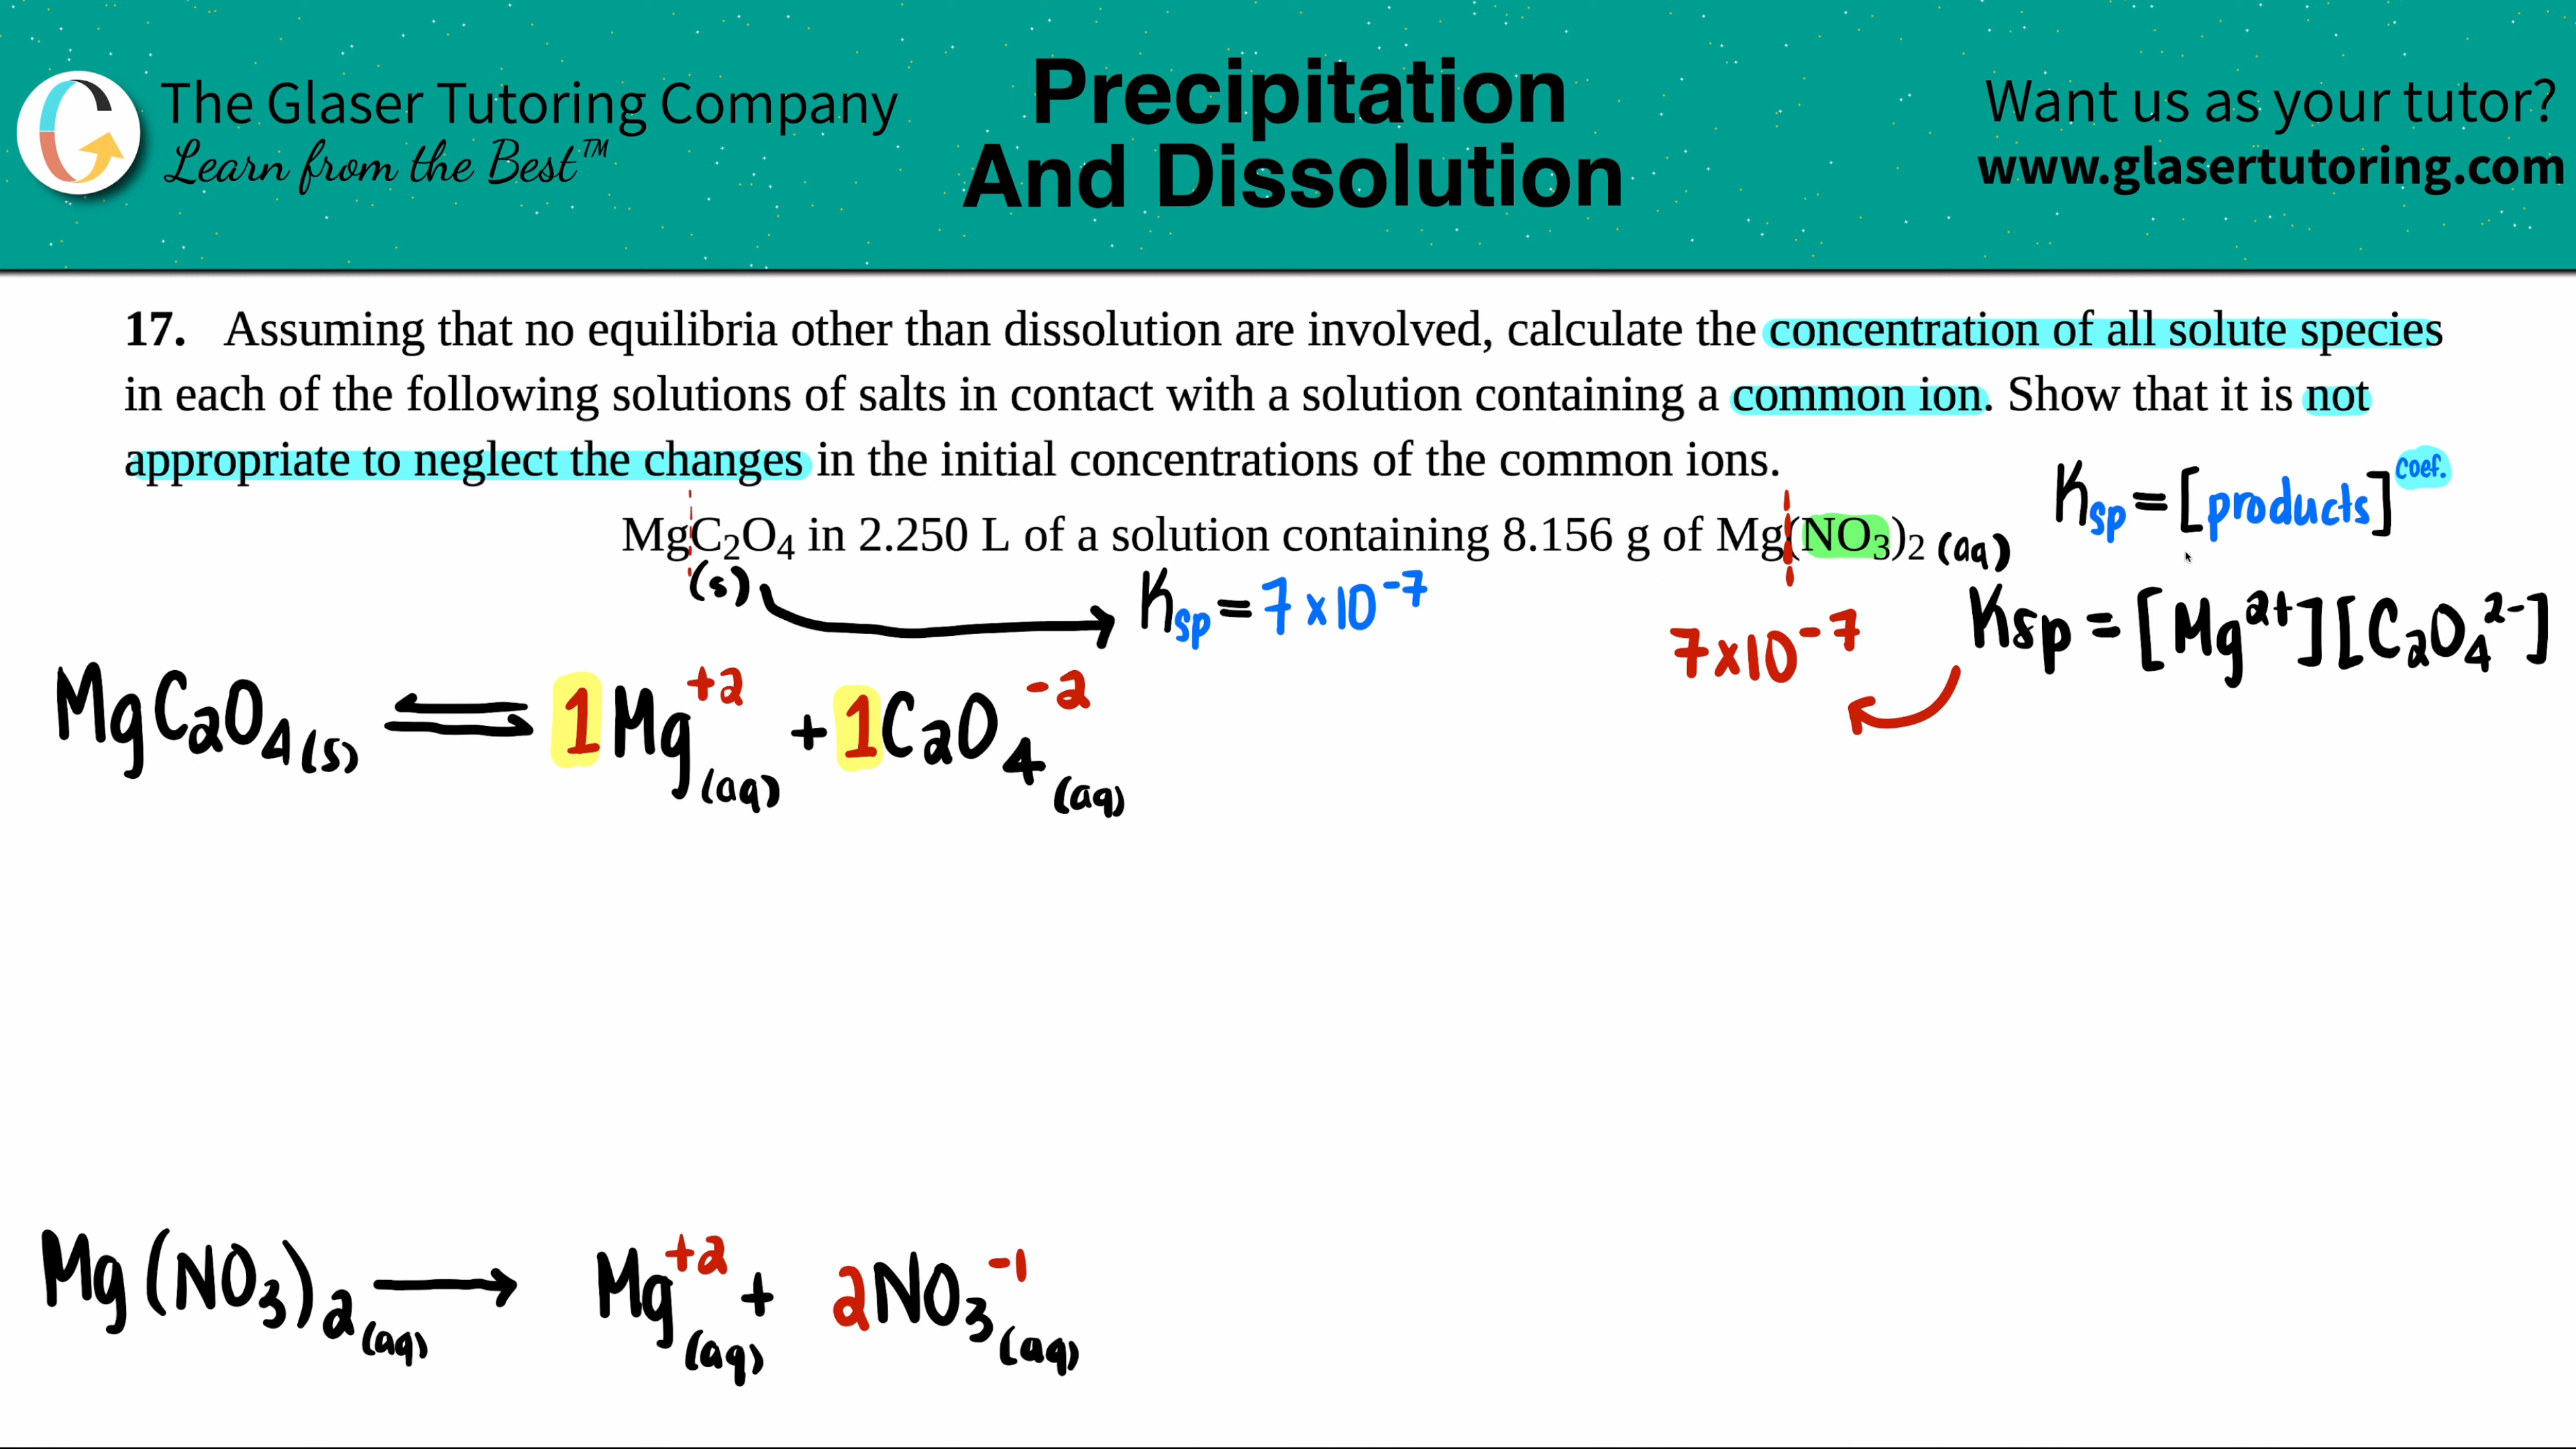 The Glaser Tutoring Company
Learn from the Best™
Precipitation
And Dissolution
Want us as your tutor?
www.glasertutoring.com
17. Assuming that no equilibria other than dissolution are involved, calculate the concentration of all solute species
in each of the following solutions of salts in contact with a solution containing a common ion. Show that it is not
appropriate to neglect the changes in the initial concentrations of the common ions.
MgC₂O₄ in 2.250 L of a solution containing 8.156 g of Mg(NO₃)₂ (aq)
(s)
Ksp = 7 x 10⁻⁷
Ksp = [products]^coef.
Ksp = [Mg²⁺][C₂O₄²⁻]
7x10⁻⁷
MgC₂O₄(s) ⇌ 1Mg⁺²(aq) + 1C₂O₄⁻²(aq)
Mg(NO₃)₂(aq) → Mg⁺²(aq) + 2NO₃⁻¹(aq)